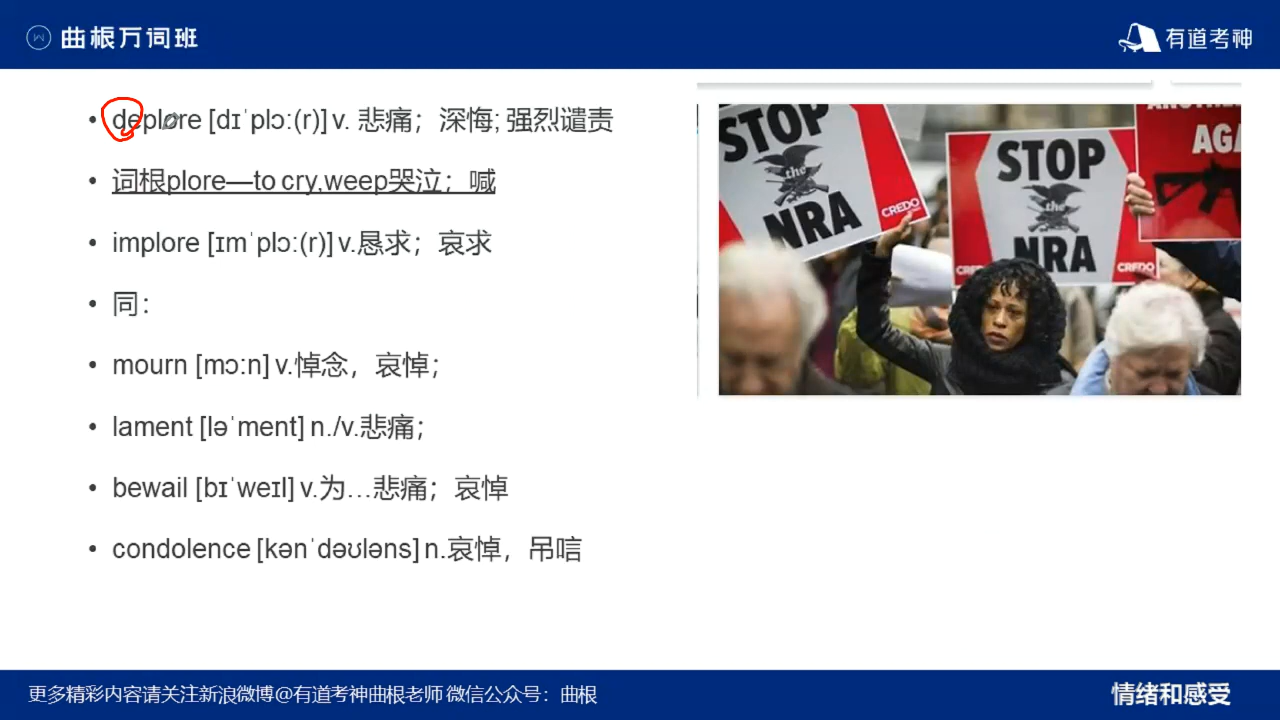 曲根万词班
有道考神
• deplore [dɪˈplɔː(r)] v. 悲痛；深悔; 强烈谴责
• 词根plore—to cry,weep哭泣；喊
• implore [ɪmˈplɔː(r)] v.恳求；哀求
• 同：
• mourn [mɔːn] v.悼念，哀悼；
• lament [ləˈment] n./v.悲痛；
• bewail [bɪˈweɪl] v.为…悲痛；哀悼
• condolence [kənˈdəʊləns] n.哀悼，吊唁
STOP
the
NRA
CREDO
STOP
the
NRA
CREDO
AGA
更多精彩内容请关注新浪微博@有道考神曲根老师 微信公众号：曲根
情绪和感受